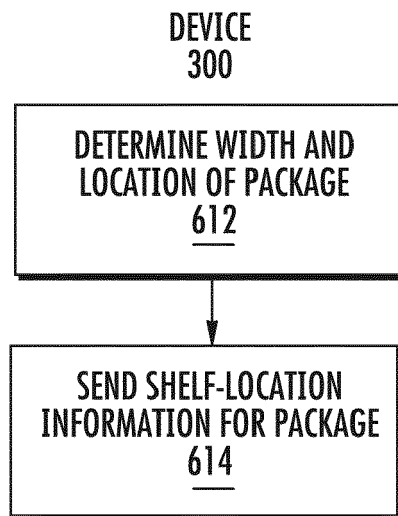 DEVICE
300
DETERMINE WIDTH AND
LOCATION OF PACKAGE
612
SEND SHELF-LOCATION
INFORMATION FOR PACKAGE
614